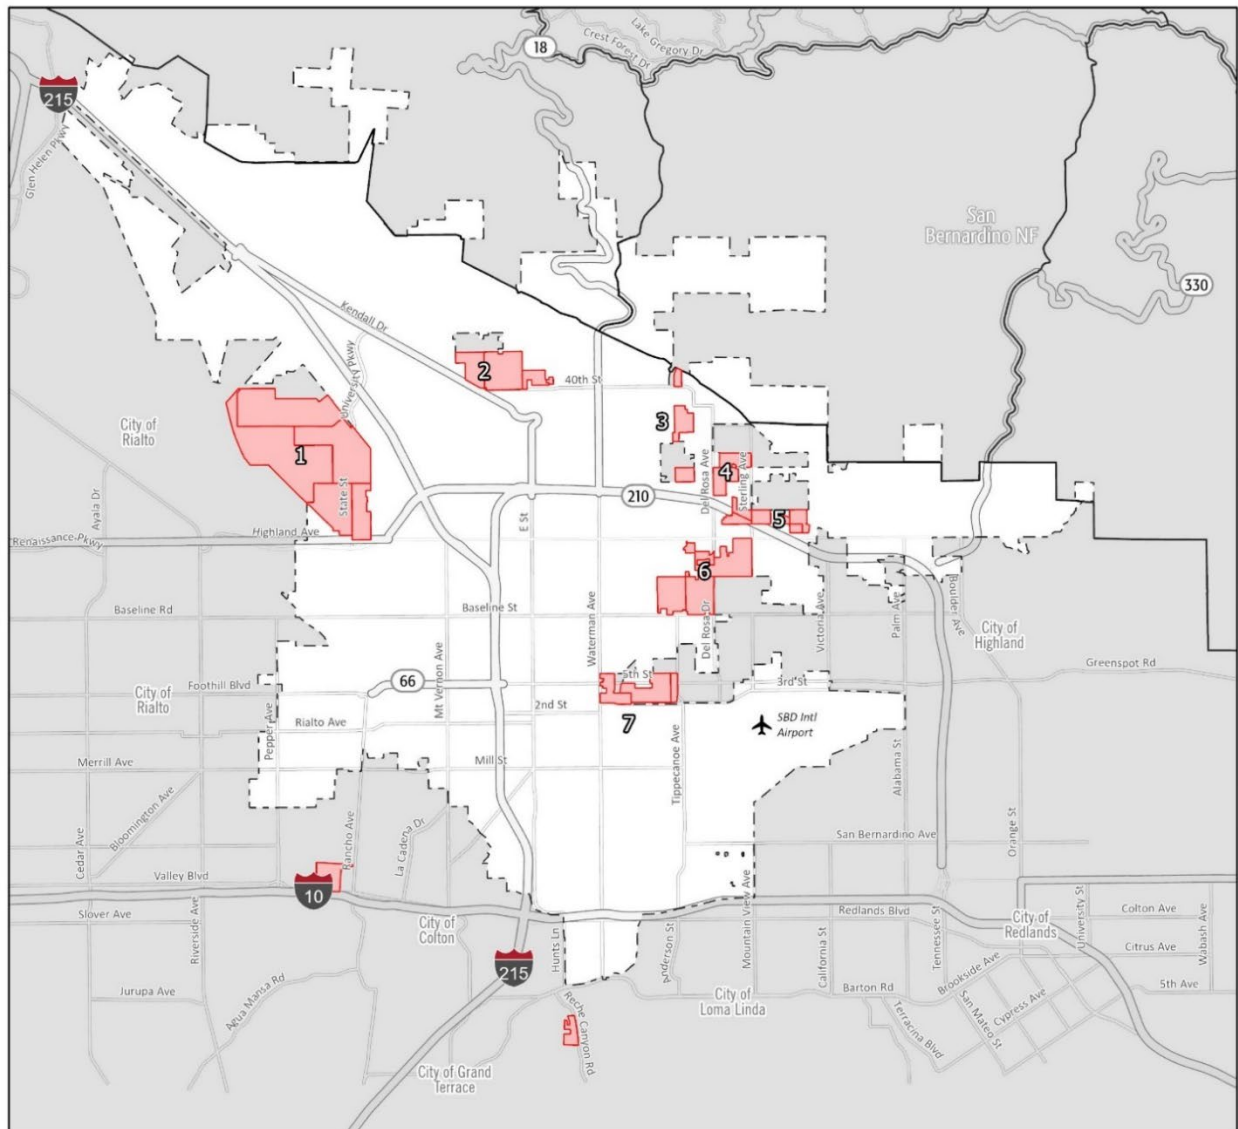 18
Lake Gregory Dr
Crest Forest Dr
215
Glen Helen Pkwy
San
Bernardino NF
330
Kendall Dr
University Pkwy
2
40th St
City of
Rialto
3
1
4
Del Rosa Ave
Sterling Ave
State St
210
5
Ayala Dr
E St
Highland Ave
Renaissance Pkwy
6
Boulder Ave
Baseline Rd
Baseline St
Waterman Ave
Del Rosa Dr
Victoria Ave
Palm Ave
City of
Highland
Mt Vernon Ave
5th St
Greenspot Rd
City of
Rialto
Foothill Blvd
66
3rd St
2nd St
7
SBD Intl
Airport
Pepper Ave
Rialto Ave
Tippecanoe Ave
Merrill Ave
Mill St
Alabama St
Bloomington Ave
Cedar Ave
Rancho Ave
La Cadena Dr
San Bernardino Ave
Orange St
Valley Blvd
10
Slover Ave
Riverside Ave
City of
Colton
Hunts Ln
Anderson St
Mountain View Ave
California St
Redlands Blvd
Tennessee St
City of
Redlands
University St
Colton Ave
Citrus Ave
Wabash Ave
215
Jurupa Ave
Agua Mansa Rd
Reche Canyon Rd
City of
Loma Linda
Barton Rd
Brookside Ave
5th Ave
Terracina Blvd
San Mateo St
Cypress Ave
City of Grand
Terrace